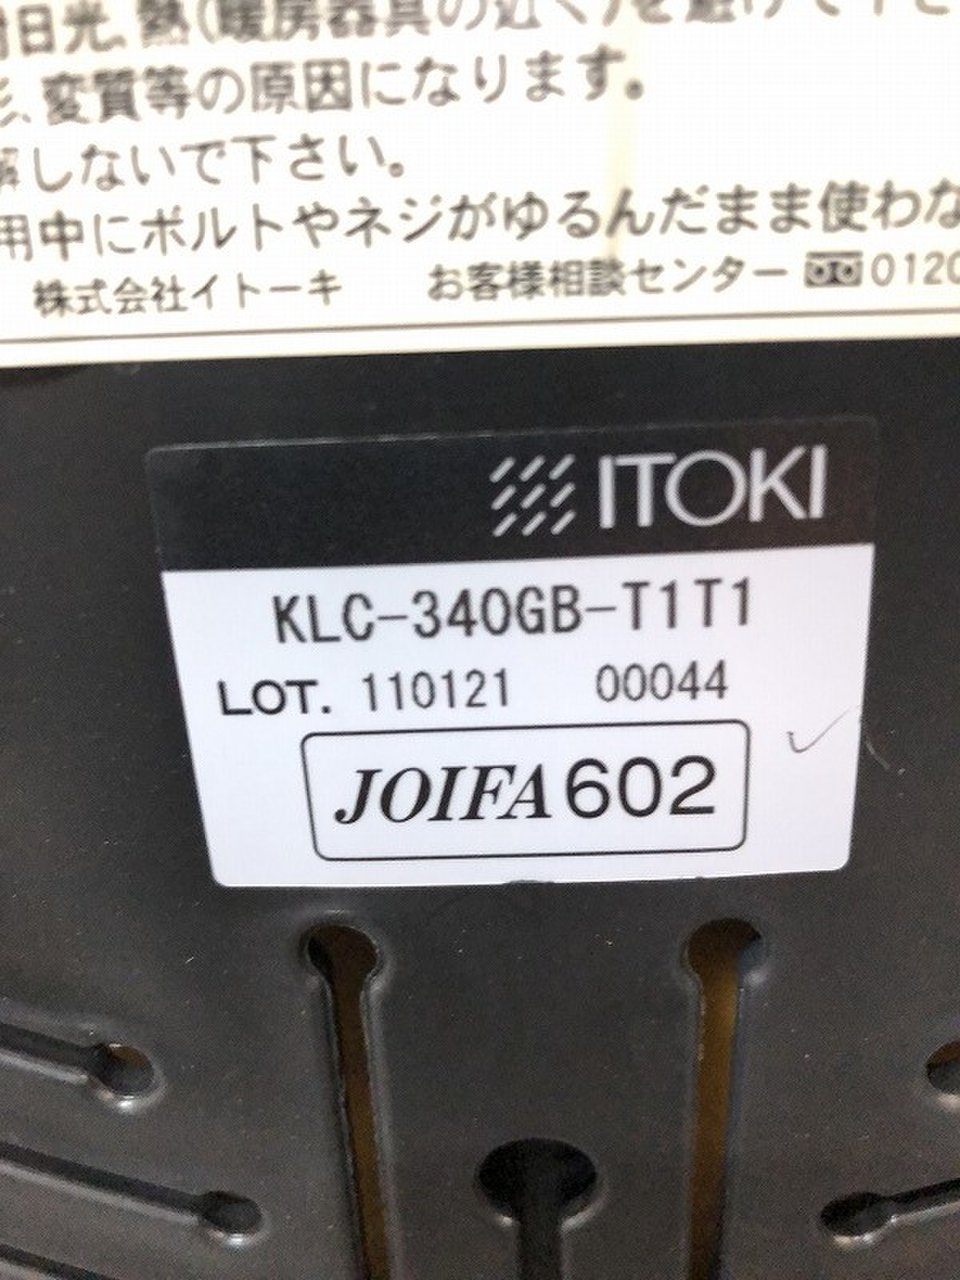 日光、熱(暖房器具の近く)を避けて下さ
変質等の原因になります。
解しないで下さい。
用中にボルトやネジがゆるんだまま使わな
株式会社イトーキ お客様相談センター 0120
ITOKI
KLC-340GB-T1T1
LOT. 110121 00044
JOIFA602